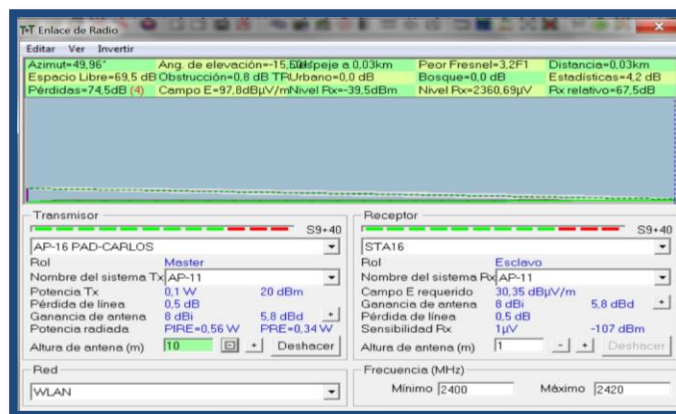 Enlace de Radio
Editar Ver Invertir
Azimut=49,96° Ang. de elevación=-15, a 0,03km Peor Fresnel=3,2F1 Distancia=0,03km
Espacio Libre=69,5 dB Obstrucción=0,8 dB TR Urbano=0,0 dB Bosque=0,0 dB Estadísticas=4,2 dB
Pérdidas=74,5dB (4) Campo E=97,8dBµV/m Nivel Rx=-39,5dBm Nivel Rx=2360,69µV Rx relativo=67,5dB
Transmisor Receptor
S9+40 S9+40
AP-16 PAD-CARLOS STA16
Rol Master Rol Esclavo
Nombre del sistema Tx AP-11 Nombre del sistema Rx AP-11
Potencia Tx 0,1 W 20 dBm Campo E requerido 30,35 dBµV/m
Pérdida de línea 0,5 dB Ganancia de antena 8 dBi 5,8 dBd +
Ganancia de antena 8 dBi 5,8 dBd + Pérdida de línea 0,5 dB
Potencia radiada PIRE=0,56 W PRE=0,34 W Sensibilidad Rx 1µV -107 dBm
Altura de antena (m) 10 - + Deshacer Altura de antena (m) 1 - + Deshacer
Red Frecuencia (MHz)
WLAN Mínimo 2400 Máximo 2420